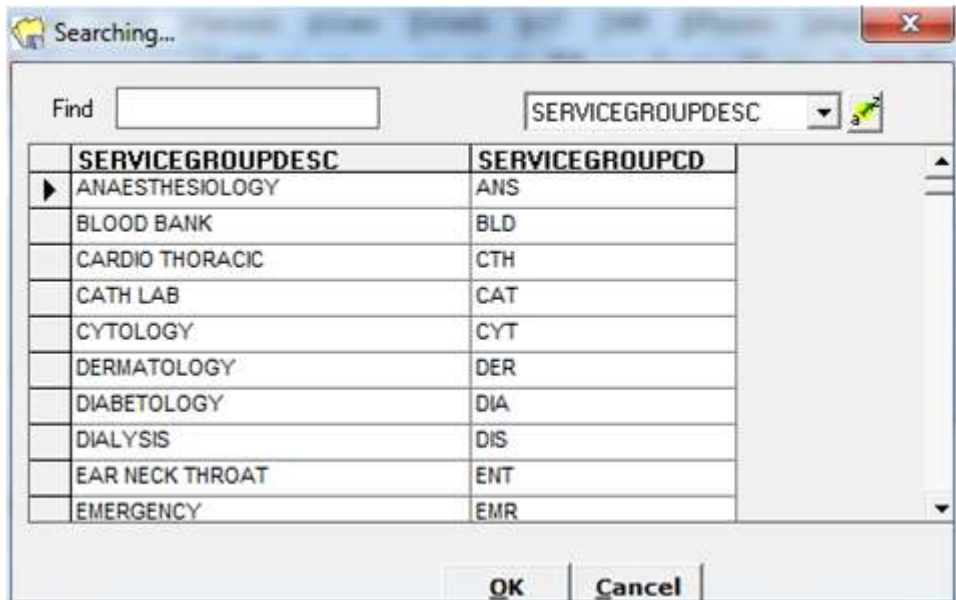 Searching...
Find SERVICEGROUPDESC a z
SERVICEGROUPDESC SERVICEGROUPCD
ANAESTHESIOLOGY ANS
BLOOD BANK BLD
CARDIO THORACIC CTH
CATH LAB CAT
CYTOLOGY CYT
DERMATOLOGY DER
DIABETOLOGY DIA
DIALYSIS DIS
EAR NECK THROAT ENT
EMERGENCY EMR
OK Cancel